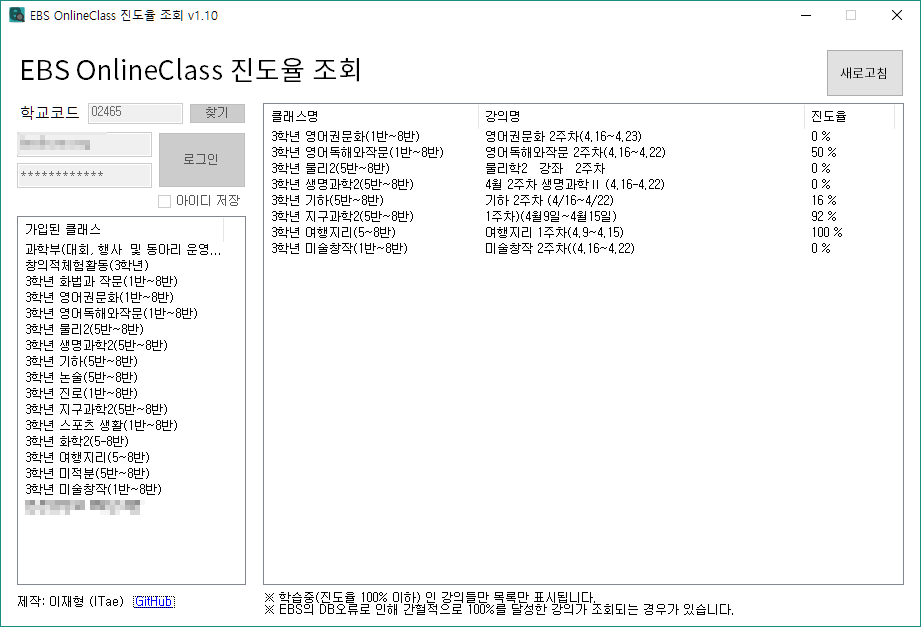 EBS OnlineClass 진도율 조회 v1.10
EBS OnlineClass 진도율 조회
새로고침
학교코드 02465 찾기
로그인
************
아이디 저장
가입된 클래스
과학부(대회, 행사 및 동아리 운영,...
창의적체험활동(3학년)
3학년 화법과 작문(1반~8반)
3학년 영어권문화(1반~8반)
3학년 영어독해와작문(1반~8반)
3학년 물리2(5반~8반)
3학년 생명과학2(5반~8반)
3학년 기하(5반~8반)
3학년 논술(5반~8반)
3학년 진로(1반~8반)
3학년 지구과학2(5반~8반)
3학년 스포츠 생활(1반~8반)
3학년 화학2(5-8반)
3학년 여행지리(5~8반)
3학년 미적분(5반~8반)
3학년 미술창작(1반~8반)
제작: 이재형 (ITae) GitHub
클래스명 강의명 진도율
3학년 영어권문화(1반~8반) 영어권문화 2주차(4.16~4.23) 0 %
3학년 영어독해와작문(1반~8반) 영어독해와작문 2주차(4.16~4.22) 50 %
3학년 물리2(5반~8반) 물리학2 강좌 2주차 0 %
3학년 생명과학2(5반~8반) 4월 2주차 생명과학Ⅱ (4.16-4.22) 0 %
3학년 기하(5반~8반) 기하 2주차 (4/16~4/22) 16 %
3학년 지구과학2(5반~8반) 1주차)(4월9일~4월15일) 92 %
3학년 여행지리(5~8반) 여행지리 1주차(4.9~4.15) 100 %
3학년 미술창작(1반~8반) 미술창작 2주차((4.16~4.22) 0 %
※ 학습중(진도율 100% 이하) 인 강의들만 목록만 표시됩니다.
※ EBS의 DB오류로 인해 간헐적으로 100%를 달성한 강의가 조회되는 경우가 있습니다.